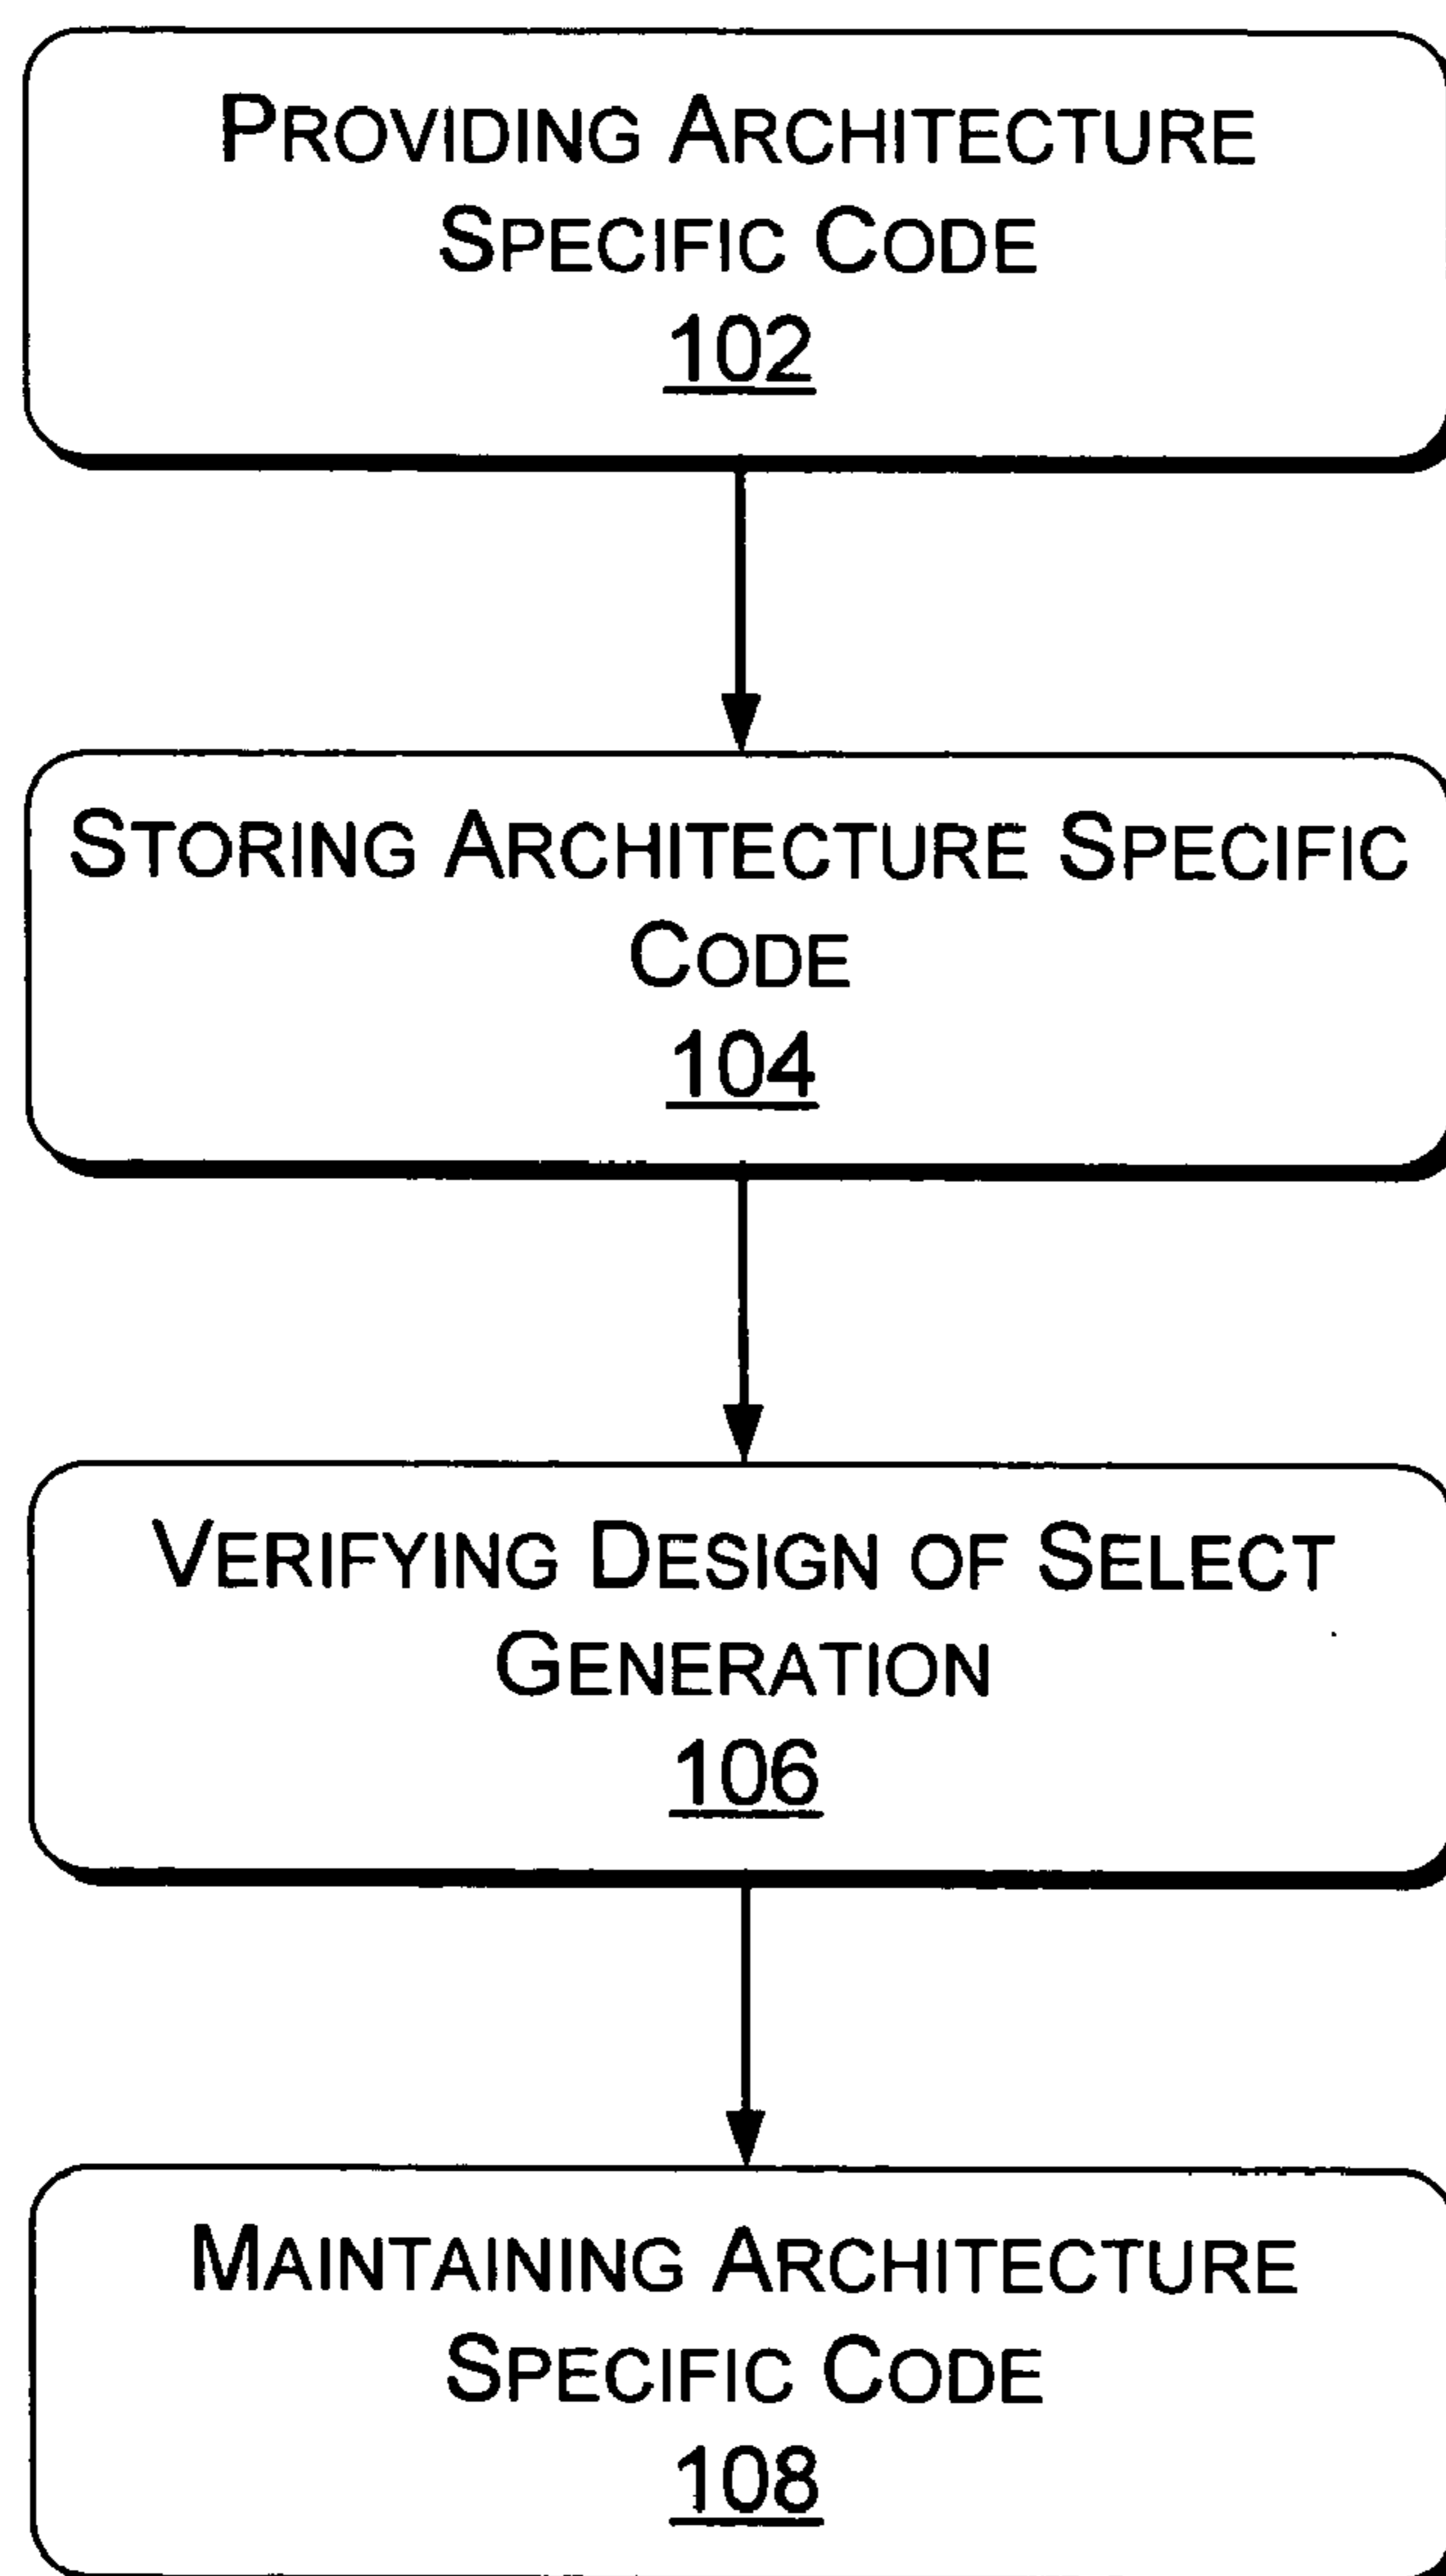 PROVIDING ARCHITECTURE
SPECIFIC CODE
102
STORING ARCHITECTURE SPECIFIC
CODE
104
VERIFYING DESIGN OF SELECT
GENERATION
106
MAINTAINING ARCHITECTURE
SPECIFIC CODE
108